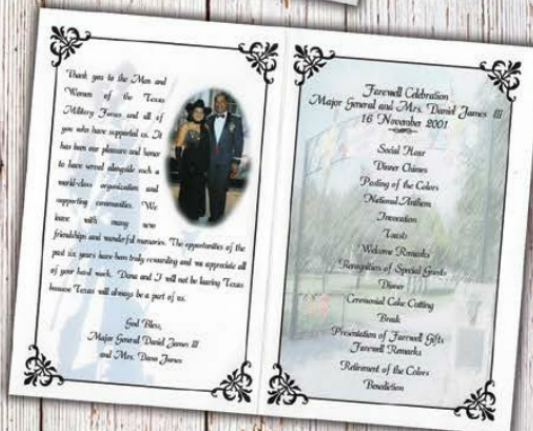 Thank you to the Men and
Women of the Texas
Military Forces and all of
you who have supported us. It
has been our pleasure and honor
to have served alongside such a
world-class organization and
supporting communities. We
leave with many new
friendships and wonderful memories. The opportunities of the
past six years have been truly rewarding and we appreciate all
of your hard work. Dana and I will not be leaving Texas
because Texas will always be a part of us.
God Bless,
Major General Daniel James III
and Mrs. Dana James
Farewell Celebration
Major General and Mrs. Daniel James III
16 November 2001
Social Hour
Dinner Chimes
Posting of the Colors
National Anthem
Invocation
Toasts
Welcome Remarks
Recognition of Special Guests
Dinner
Ceremonial Cake Cutting
Break
Presentation of Farewell Gifts
Farewell Remarks
Retirement of the Colors
Benediction